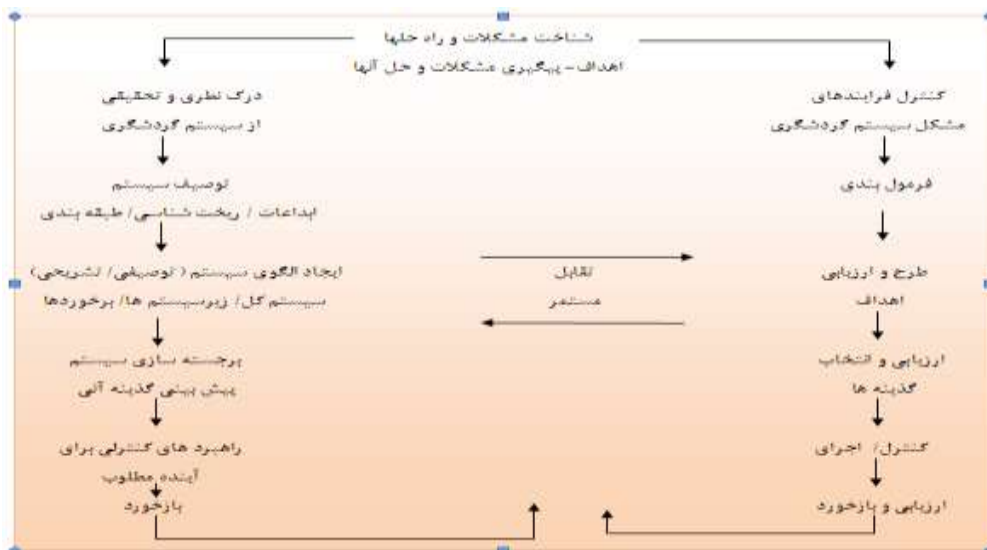 شناخت مشکلات و راه حلها
اهداف- پیگیری مشکلات و حل آنها
کنترل فرایندهای
مشکل سیستم گردشگری
فرمول بندی
طرح و ارزیابی
اهداف
ارزیابی و انتخاب
گذینه ها
کنترل/ اجرای
ارزیابی و بازخورد
تقابل
مستمر
درک نظری و تحقیقی
از سیستم گردشگری
توصیف سیستم
ابداعات / ریخت شناسی/ طبقه بندی
ایجاد الگوی سیستم ( توصیفی/ تشریحی)
سیستم کل/ زیرسیستم ها/ برخوردها
برجسته سازی سیستم
پیش بینی گذینه آتی
راهبرد های کنترلی برای
آینده مطلوب
بازخورد